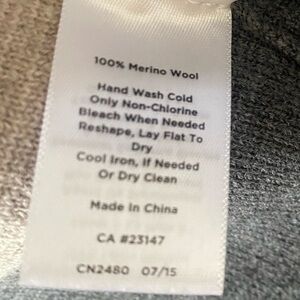 100% Merino Wool
Hand Wash Cold
Only Non-Chlorine
Bleach When Needed
Reshape, Lay Flat To
Dry
Cool Iron, If Needed
Or Dry Clean
Made In China
CA #23147
CN2480 07/15